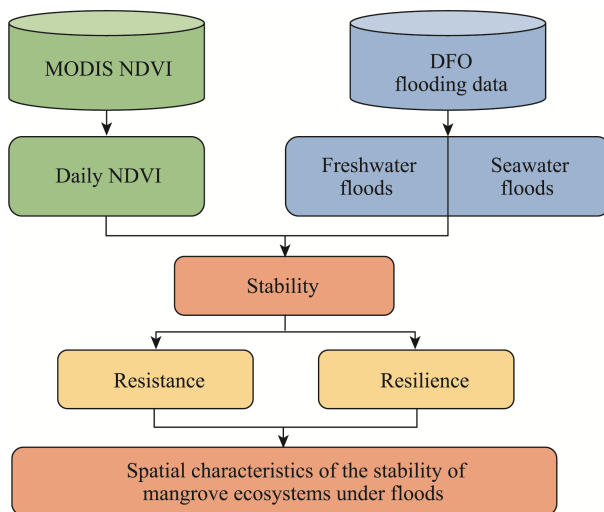 MODIS NDVI
DFO
flooding data
Daily NDVI
Freshwater
floods
Seawater
floods
Stability
Resistance
Resilience
Spatial characteristics of the stability of
mangrove ecosystems under floods